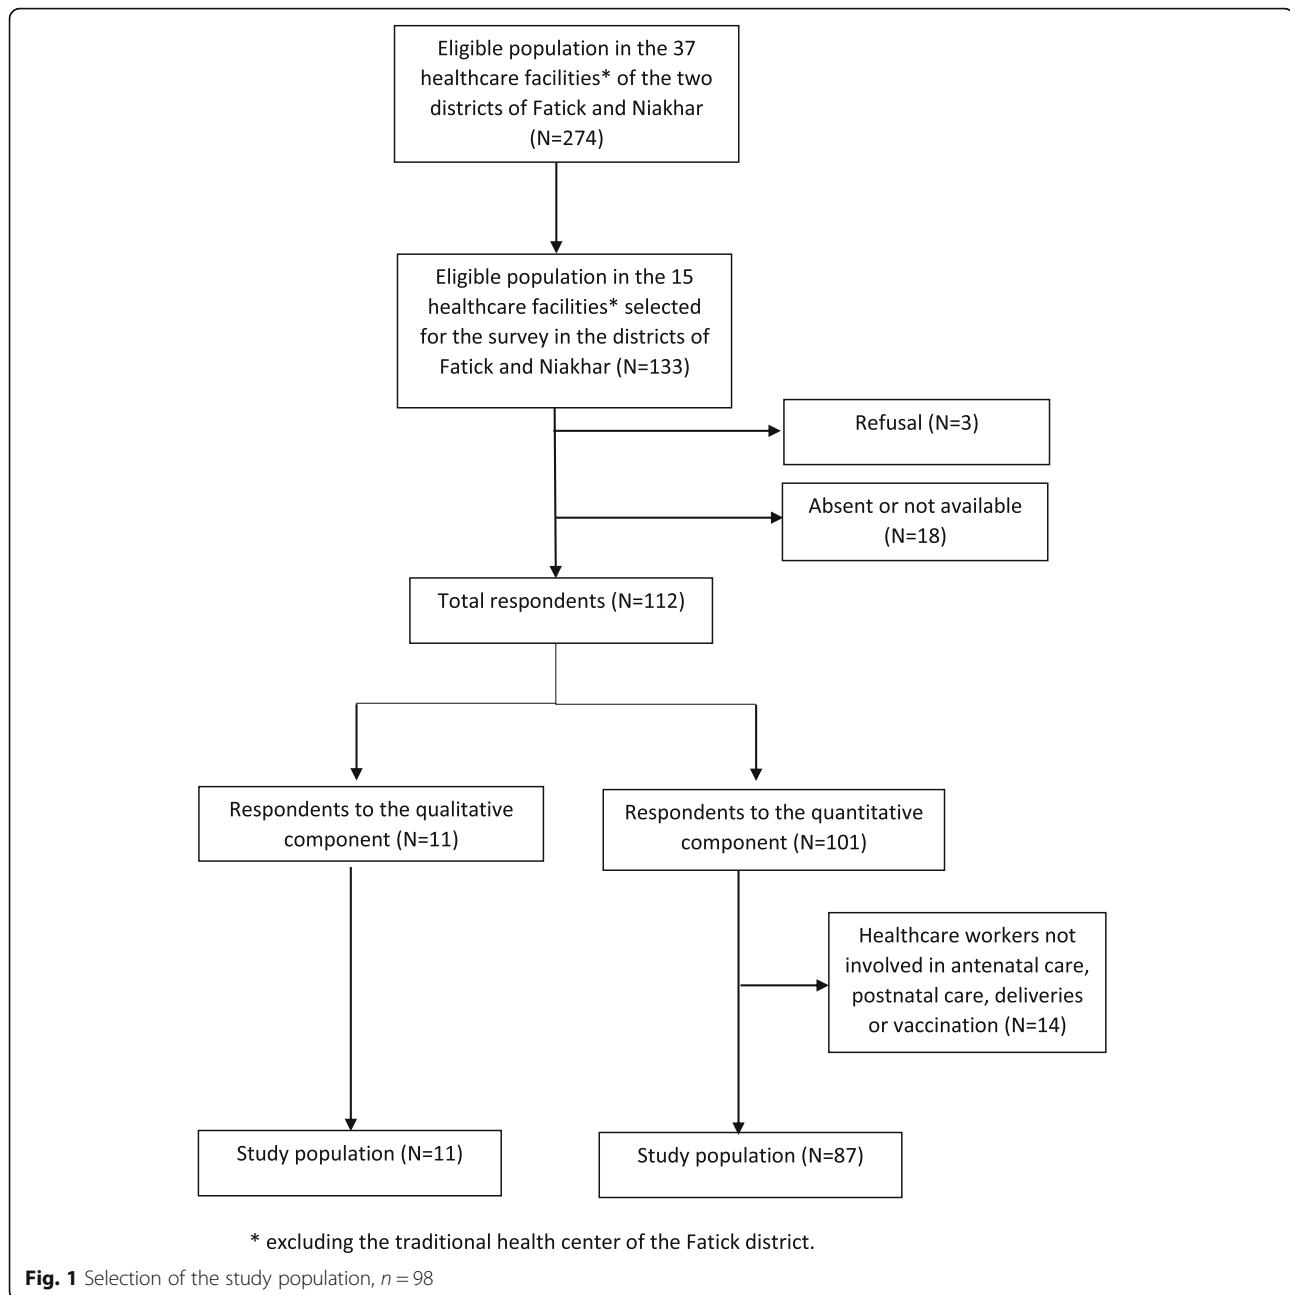 Eligible population in the 37
healthcare facilities* of the two
districts of Fatick and Niakhar
(N=274)
Eligible population in the 15
healthcare facilities* selected
for the survey in the districts of
Fatick and Niakhar (N=133)
Refusal (N=3)
Absent or not available
(N=18)
Total respondents (N=112)
Respondents to the qualitative
component (N=11)
Respondents to the quantitative
component (N=101)
Healthcare workers not
involved in antenatal care,
postnatal care, deliveries
or vaccination (N=14)
Study population (N=11)
Study population (N=87)
* excluding the traditional health center of the Fatick district.
Fig. 1 Selection of the study population, n = 98